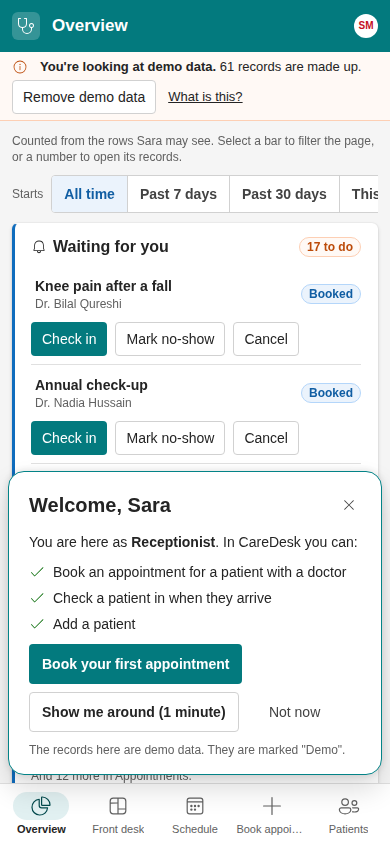 Overview
SM
You're looking at demo data. 61 records are made up.
Remove demo data
What is this?
Counted from the rows Sara may see. Select a bar to filter the page,
or a number to open its records.
Starts
All time
Past 7 days
Past 30 days
This
Waiting for you
17 to do
Knee pain after a fall
Dr. Bilal Qureshi
Booked
Check in
Mark no-show
Cancel
Annual check-up
Dr. Nadia Hussain
Booked
Check in
Mark no-show
Cancel
Welcome, Sara
You are here as Receptionist. In CareDesk you can:
Book an appointment for a patient with a doctor
Check a patient in when they arrive
Add a patient
Book your first appointment
Show me around (1 minute)
Not now
The records here are demo data. They are marked "Demo".
And 12 more in Appointments.
Overview
Front desk
Schedule
Book appoi…
Patients